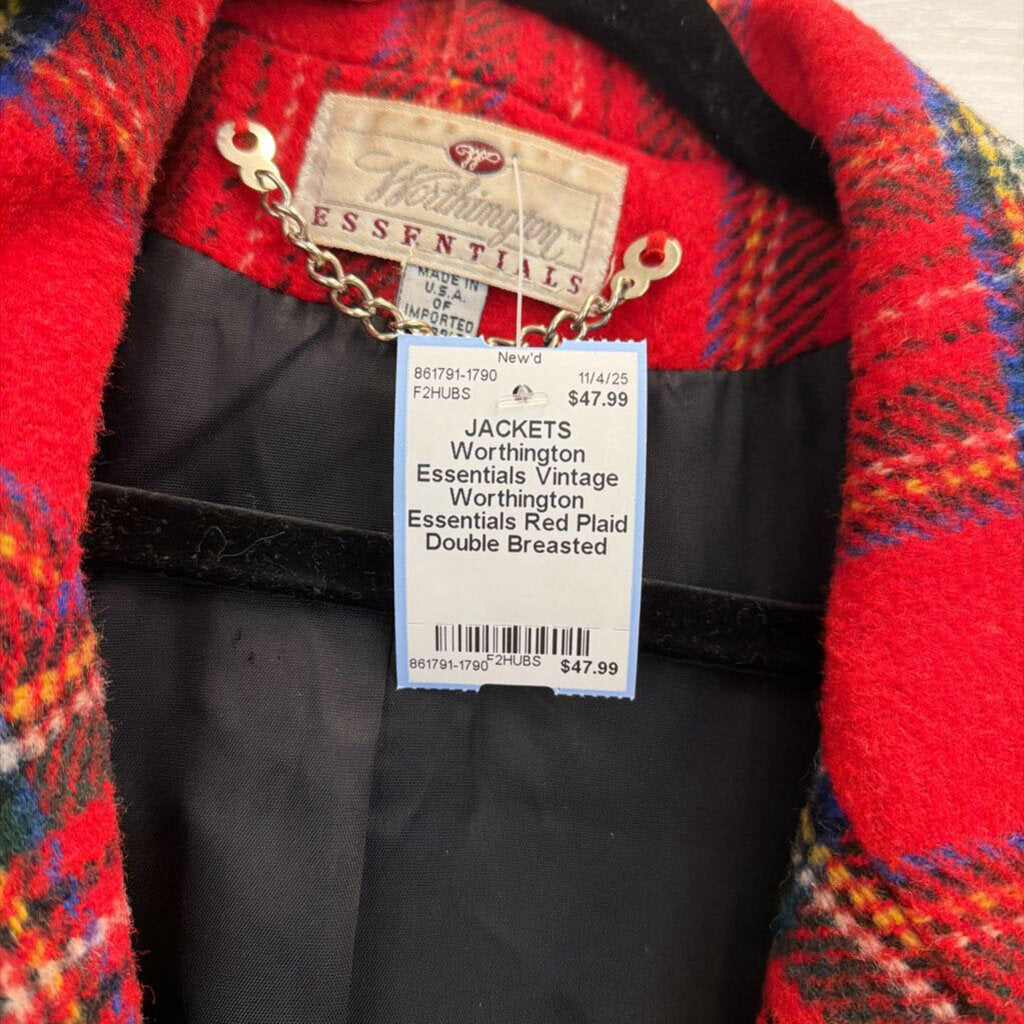 Worthington™
ESSENTIALS
MADE IN
U.S.A.
OF
IMPORTED
New'd
861791-1790 11/4/25
F2HUBS $47.99
JACKETS
Worthington
Essentials Vintage
Worthington
Essentials Red Plaid
Double Breasted
861791-1790 F2HUBS $47.99